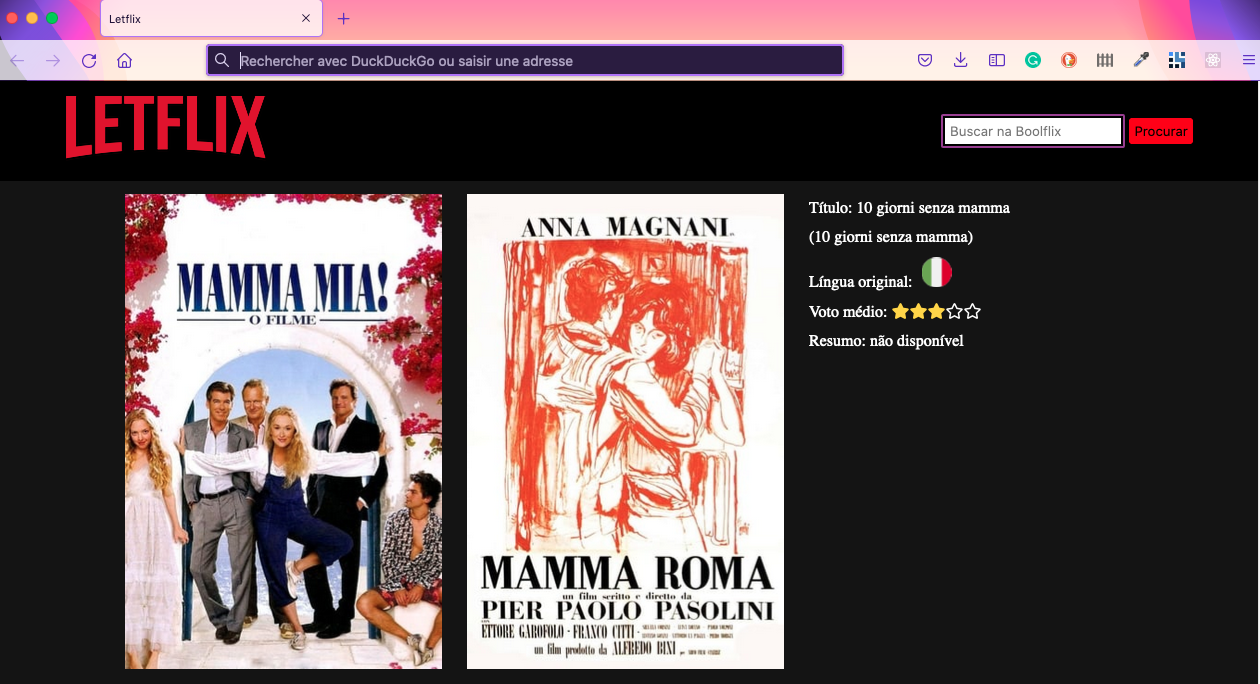 Letflix
Rechercher avec DuckDuckGo ou saisir une adresse
LETFLIX
Buscar na Boolflix
Procurar
MAMMA MIA!
O FILME
ANNA MAGNANI
MAMMA ROMA
un film scritto e diretto da
PIER PAOLO PASOLINI
ETTORE GAROFOLO - FRANCO CITTI -
un film prodotto da ALFREDO BINI
Título: 10 giorni senza mamma
(10 giorni senza mamma)
Língua original:
Voto médio:
Resumo: não disponível